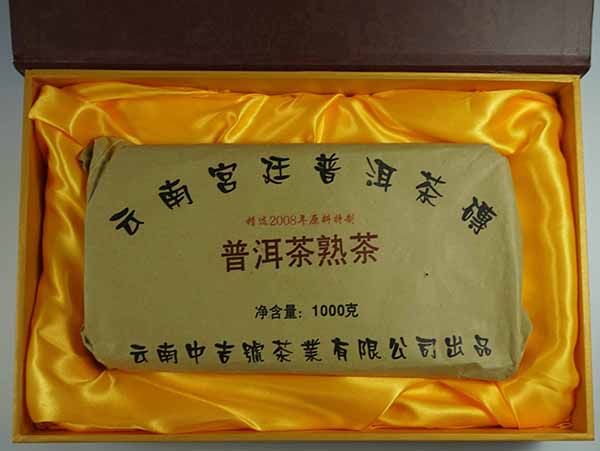 云南宫廷普洱茶磚
精选2008年原料特制
普洱茶熟茶
净含量：1000克
云南中吉號茶業有限公司出品